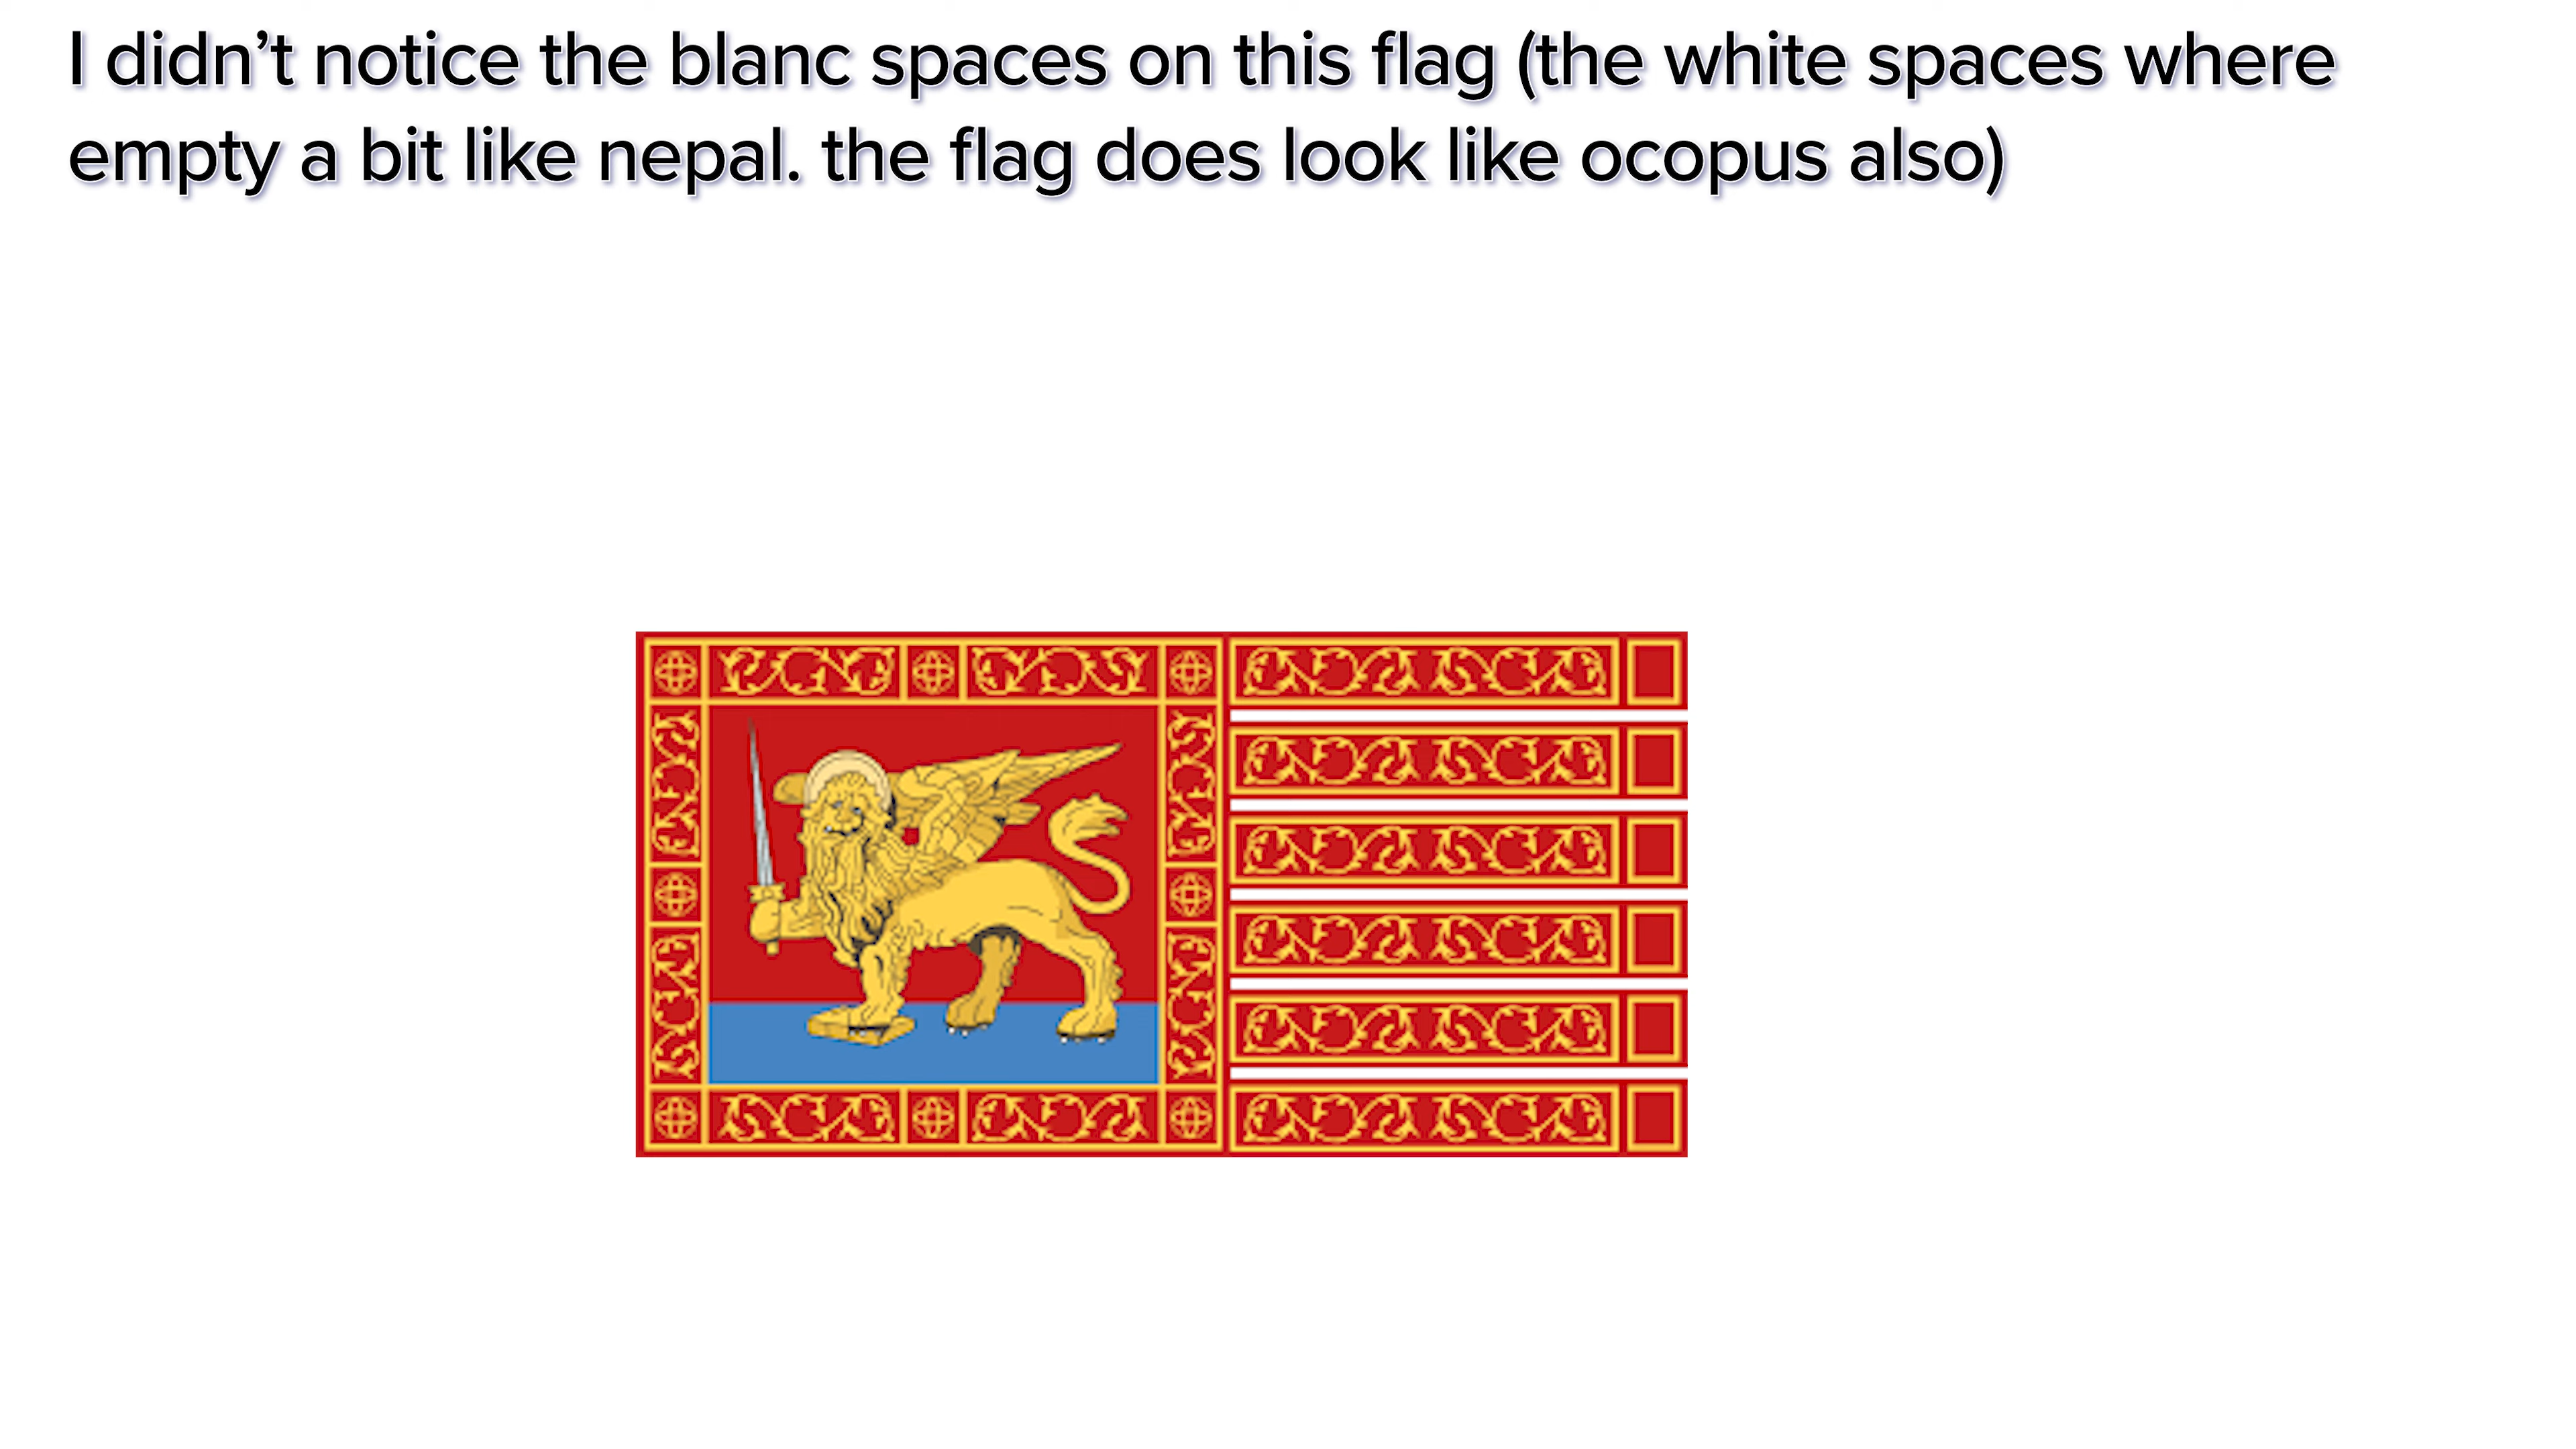 I didn’t notice the blanc spaces on this flag (the white spaces where
empty a bit like nepal. the flag does look like ocopus also)